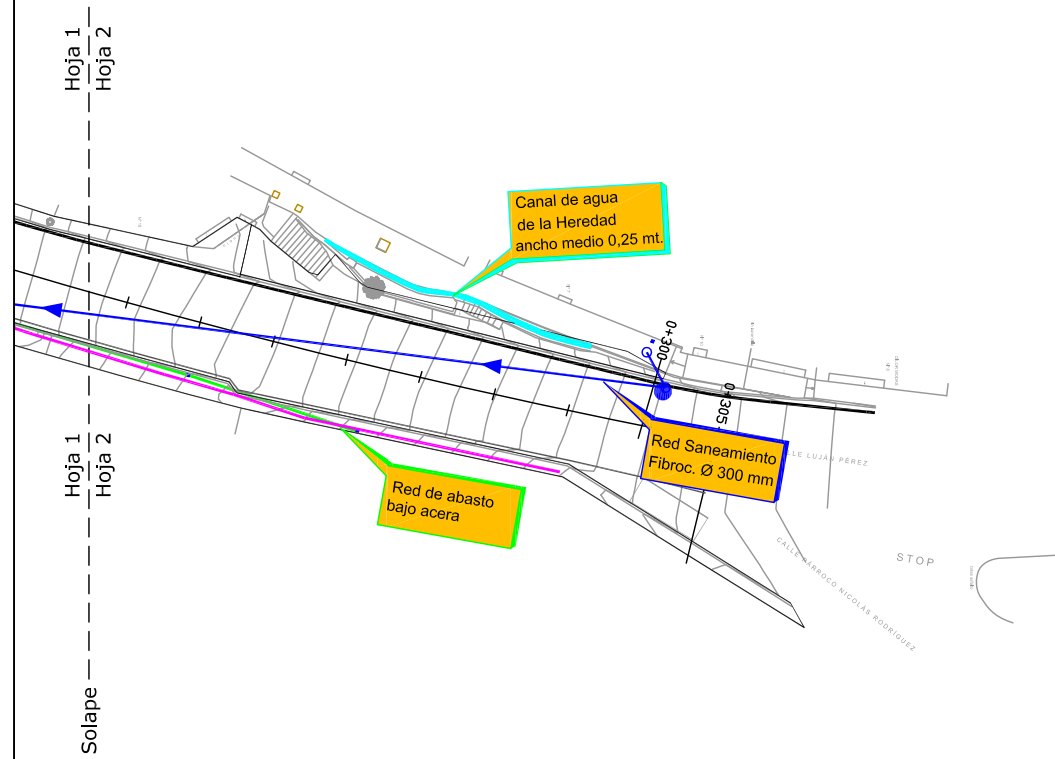 Hoja 1
Hoja 2
Canal de agua
de la Heredad
ancho medio 0,25 mt.
0+300
0+305
Red Saneamiento
Fibroc. Ø 300 mm
LE LUJÁN PÉREZ
Hoja 1
Hoja 2
Red de abasto
bajo acera
CALLE PÁRROCO NICOLÁS RODRÍGUEZ
STOP
Solape